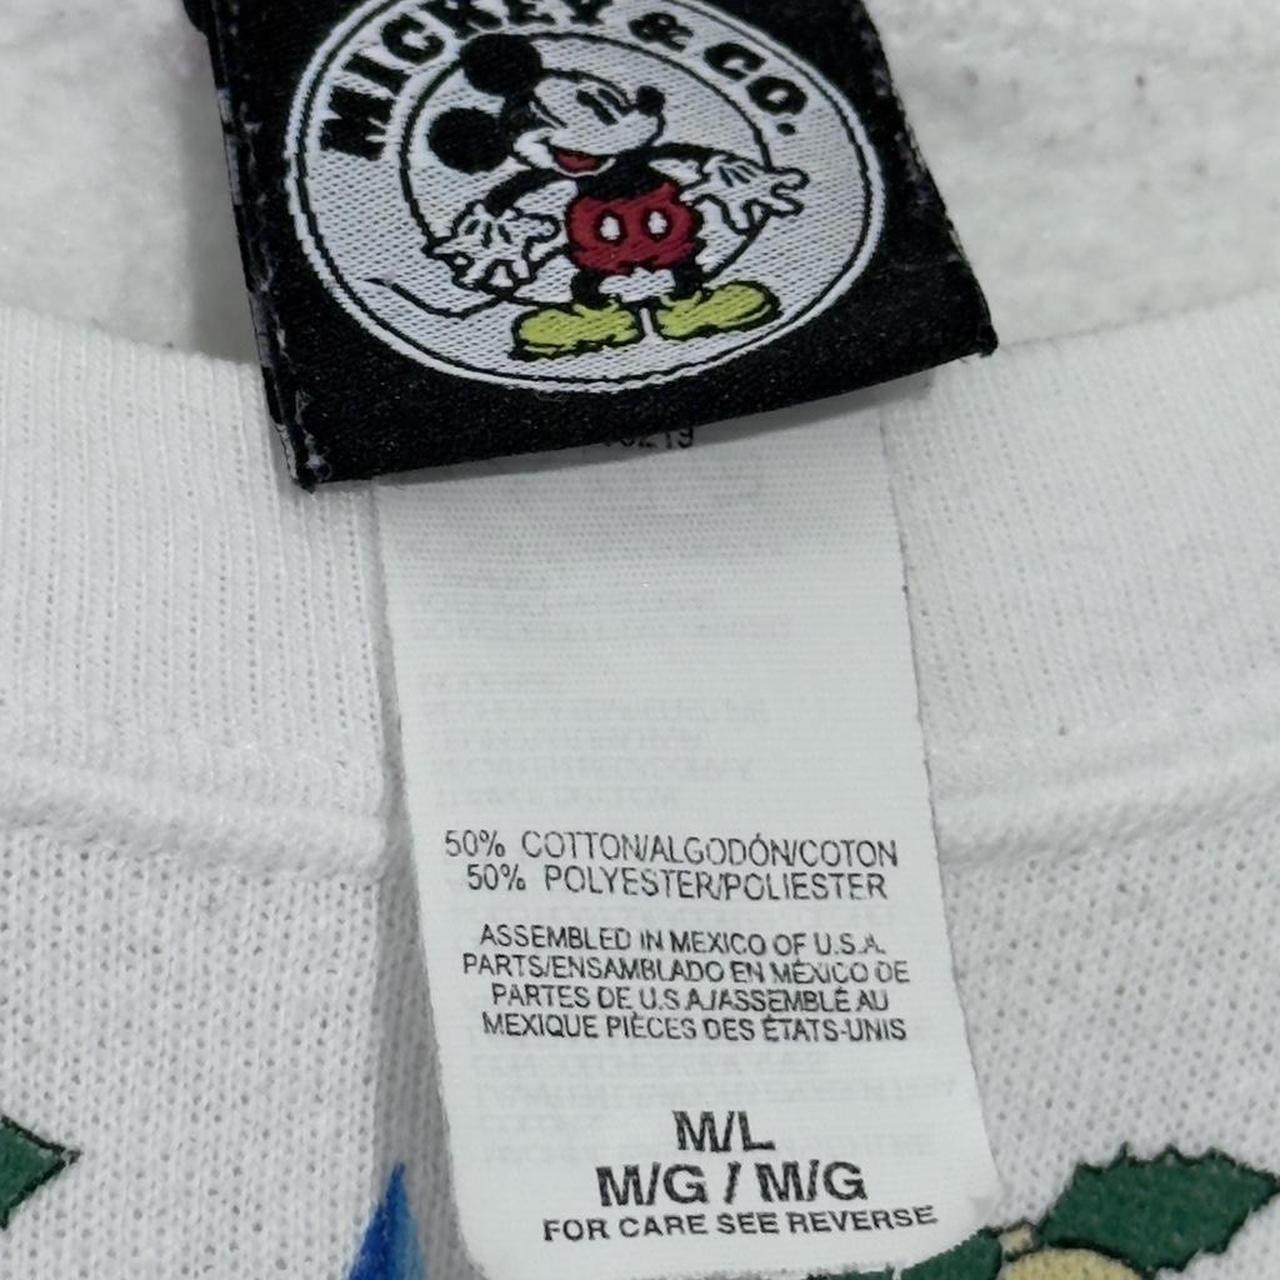 MICKEY & CO.
50% COTTON/ALGODÓN/COTON
50% POLYESTER/POLIESTER
ASSEMBLED IN MEXICO OF U.S.A.
PARTS/ENSAMBLADO EN MÉXICO DE
PARTES DE U.S.A./ASSEMBLÉ AU
MEXIQUE PIÈCES DES ÉTATS-UNIS
M/L
M/G / M/G
FOR CARE SEE REVERSE